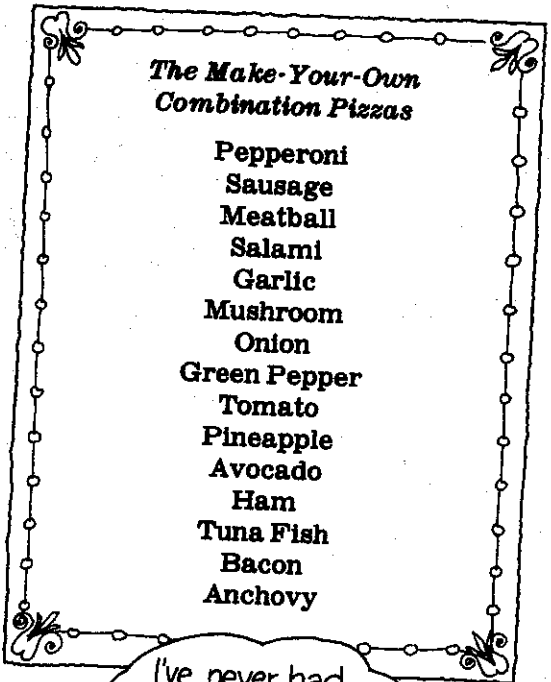 The Make-Your-Own
Combination Pizzas
Pepperoni
Sausage
Meatball
Salami
Garlic
Mushroom
Onion
Green Pepper
Tomato
Pineapple
Avocado
Ham
Tuna Fish
Bacon
Anchovy
I've never had